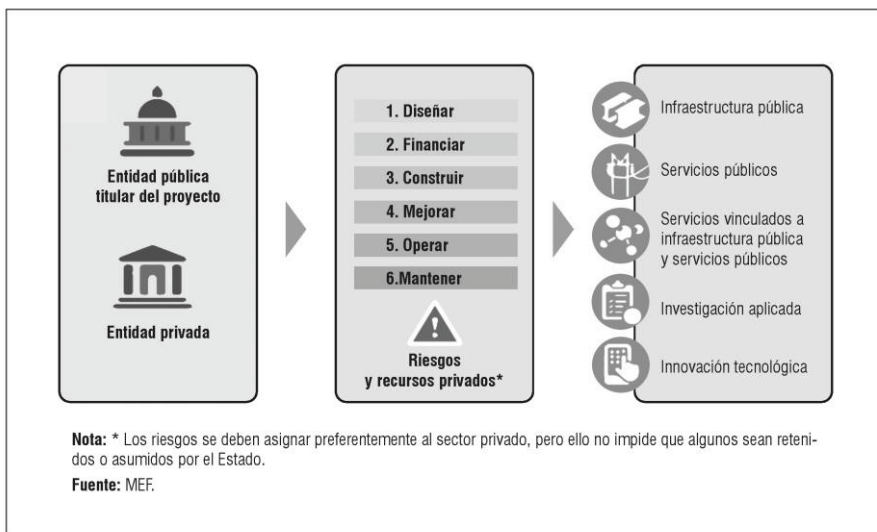 Entidad pública
titular del proyecto
Entidad privada
1. Diseñar
2. Financiar
3. Construir
4. Mejorar
5. Operar
6.Mantener
Riesgos
y recursos privados*
Infraestructura pública
Servicios públicos
Servicios vinculados a
infraestructura pública
y servicios públicos
Investigación aplicada
Innovación tecnológica
Nota: * Los riesgos se deben asignar preferentemente al sector privado, pero ello no impide que algunos sean reteni-
dos o asumidos por el Estado.
Fuente: MEF.